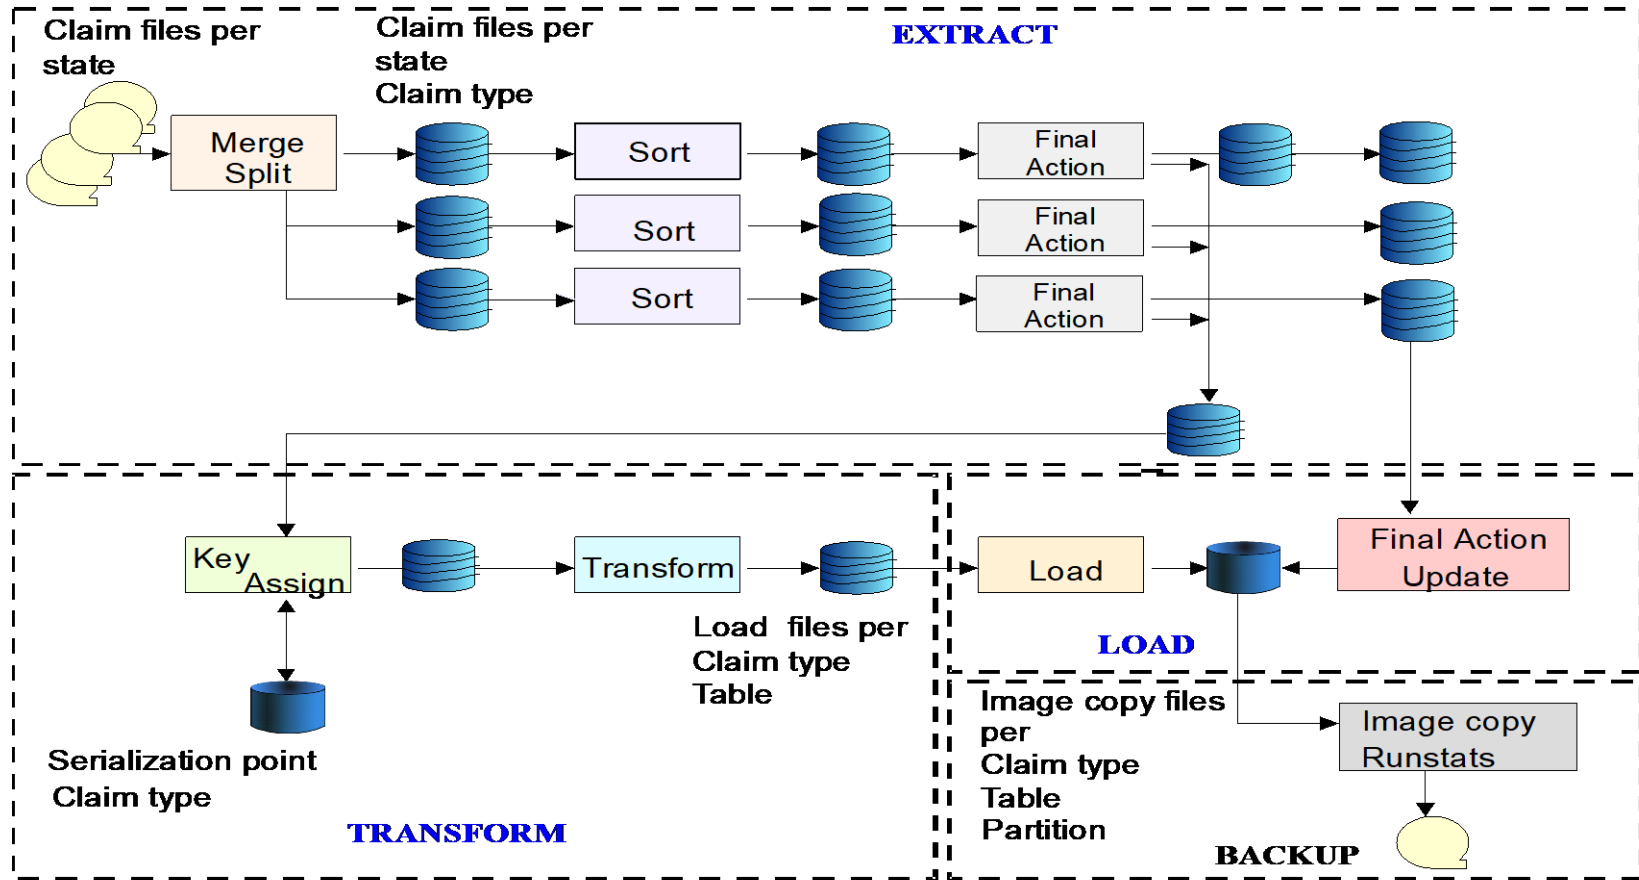 Claim files per
state
Claim files per
state
Claim type
EXTRACT
Merge
Split
Sort
Final
Action
Sort
Final
Action
Sort
Final
Action
Key
Assign
Transform
Load
Final Action
Update
Load files per
Claim type
Table
LOAD
Serialization point
Claim type
TRANSFORM
Image copy files
per
Claim type
Table
Partition
Image copy
Runstats
BACKUP